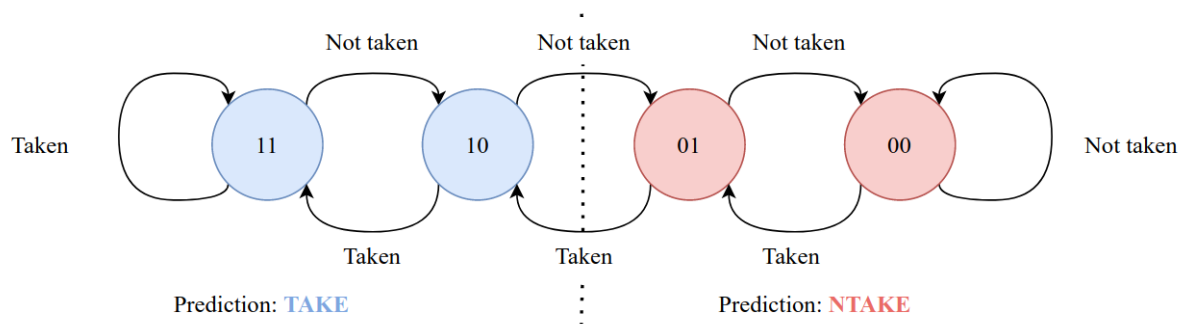 Not taken
Not taken
Not taken
Taken
11
10
01
00
Not taken
Taken
Taken
Taken
Prediction: TAKE
Prediction: NTAKE